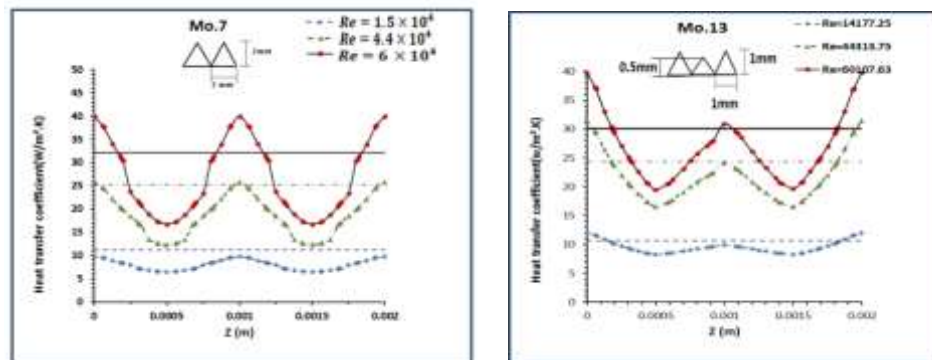 Mo.7
Re = 1.5 × 10⁴
Re = 4.4 × 10⁴
Re = 6 × 10⁴
1mm
50
45
40
35
30
25
20
15
10
5
0
Heat transfer coefficient(W/m².K)
0
0.0005
0.001
0.0015
0.002
Z (m)
Mo.13
Re=14177.25
Re=60107.63
0.5mm
1mm
1mm
40
35
30
25
20
15
10
5
0
Heat transfer coefficient(w/m².K)
0
0.0005
0.001
0.0015
0.002
Z (m)